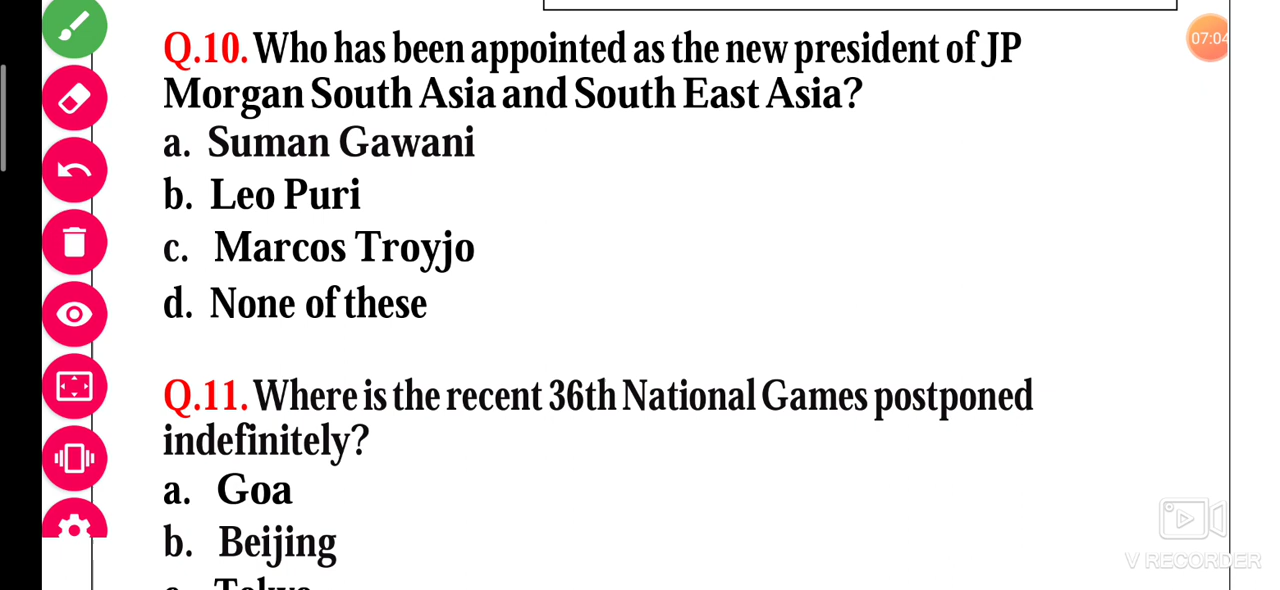 07:04
Q.10. Who has been appointed as the new president of JP
Morgan South Asia and South East Asia?
a. Suman Gawani
b. Leo Puri
c. Marcos Troyjo
d. None of these
Q.11. Where is the recent 36th National Games postponed
indefinitely?
a. Goa
b. Beijing
V RECORDER